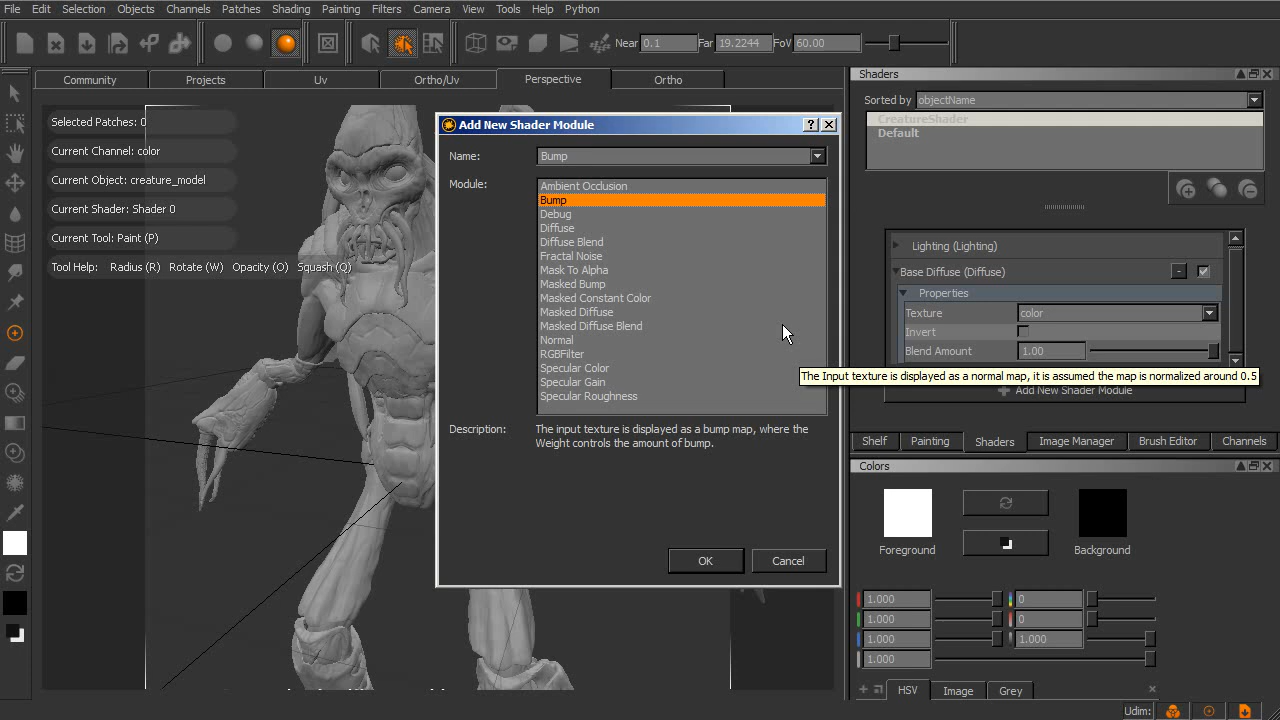 File Edit Selection Objects Channels Patches Shading Painting Filters Camera View Tools Help Python
Near 0.1 Far 19.2244 FoV 60.00
Community Projects Uv Ortho/Uv Perspective Ortho
Selected Patches: 0
Current Channel: color
Current Object: creature_model
Current Shader: Shader 0
Current Tool: Paint (P)
Tool Help: Radius (R) Rotate (W) Opacity (O) Squash (Q)
Add New Shader Module
Name: Bump
Module:
Ambient Occlusion
Bump
Debug
Diffuse
Diffuse Blend
Fractal Noise
Mask To Alpha
Masked Bump
Masked Constant Color
Masked Diffuse
Masked Diffuse Blend
Normal
RGBFilter
Specular Color
Specular Gain
Specular Roughness
Description: The input texture is displayed as a bump map, where the
Weight controls the amount of bump.
OK Cancel
Shaders
Sorted by objectName
CreatureShader
Default
Lighting (Lighting)
Base Diffuse (Diffuse) -
Properties
Texture color
Invert
Blend Amount 1.00
The Input texture is displayed as a normal map, it is assumed the map is normalized around 0.5
Add New Shader Module
Shelf Painting Shaders Image Manager Brush Editor Channels
Colors
Foreground Background
1.000 0
1.000 0
1.000 1.000
1.000
HSV Image Grey
Udim: